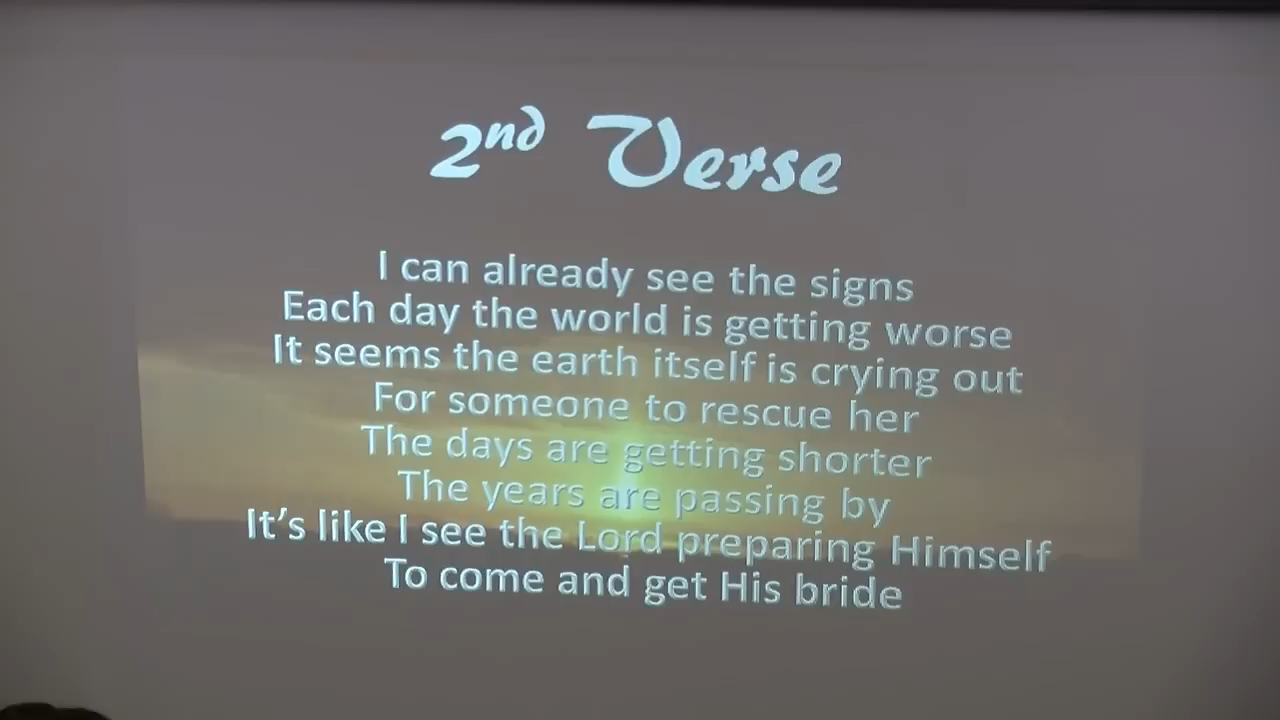 2nd Verse
I can already see the signs
Each day the world is getting worse
It seems the earth itself is crying out
For someone to rescue her
The days are getting shorter
The years are passing by
It's like I see the Lord preparing Himself
To come and get His bride